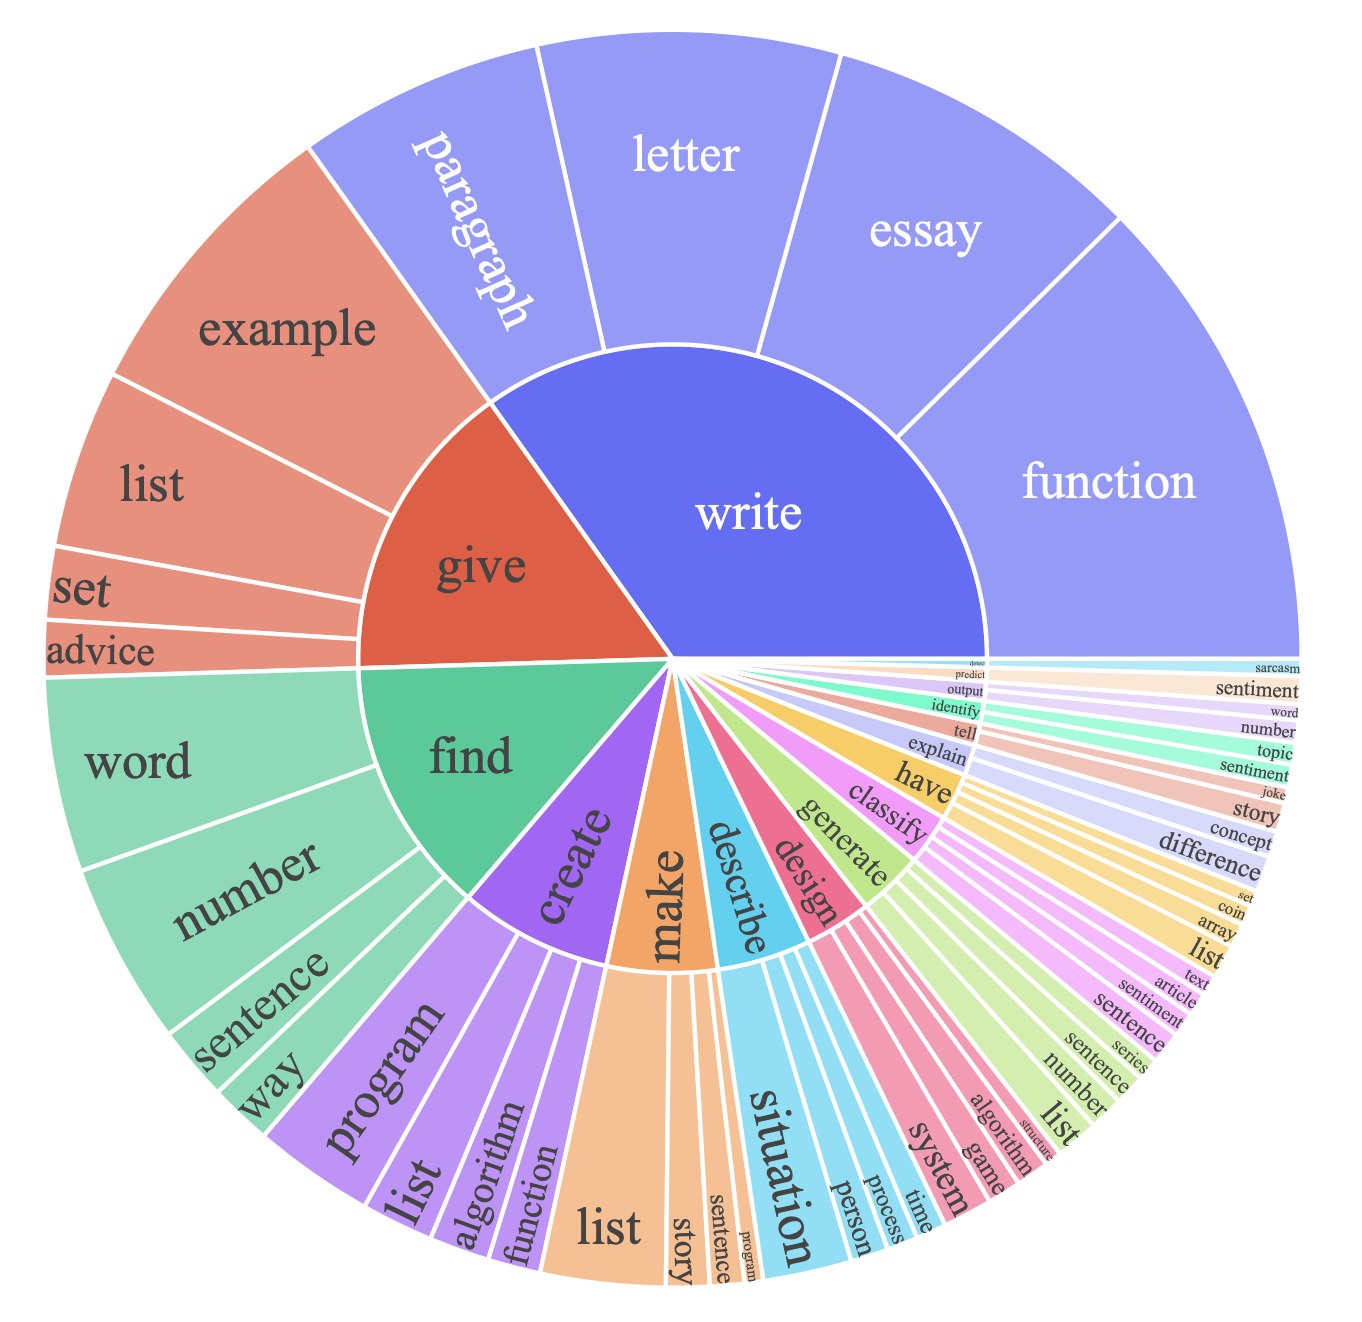 write
function
essay
letter
paragraph
give
example
list
set
advice
find
word
number
sentence
way
create
program
list
algorithm
function
make
list
story
sentence
program
describe
situation
person
process
time
design
system
game
algorithm
structure
generate
list
number
sentence
series
classify
sentence
sentiment
article
text
have
list
array
coin
set
explain
difference
concept
tell
story
joke
identify
sentiment
topic
output
number
word
predict
sentiment
sarcasm